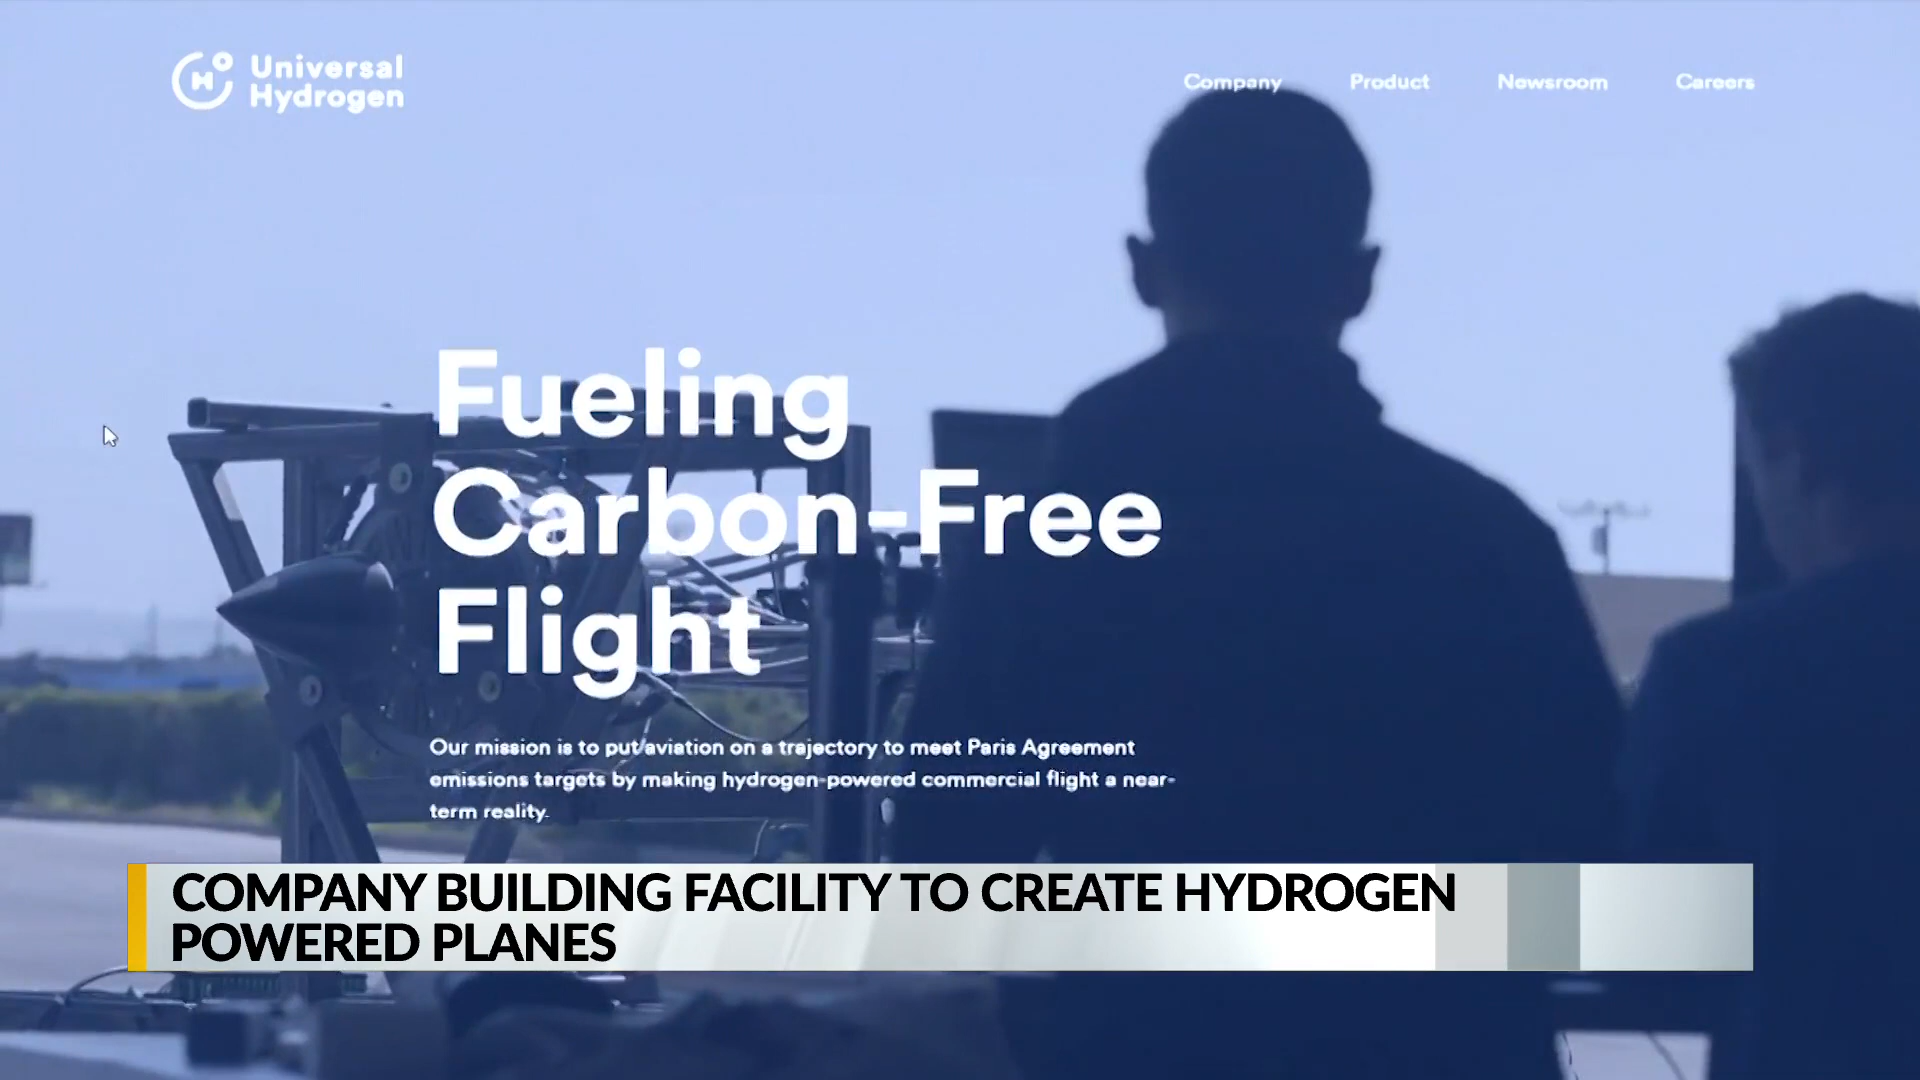 Universal
Hydrogen
Company Product Newsroom Careers
Fueling
Carbon-Free
Flight
Our mission is to put aviation on a trajectory to meet Paris Agreement
emissions targets by making hydrogen-powered commercial flight a near-
term reality.
COMPANY BUILDING FACILITY TO CREATE HYDROGEN
POWERED PLANES